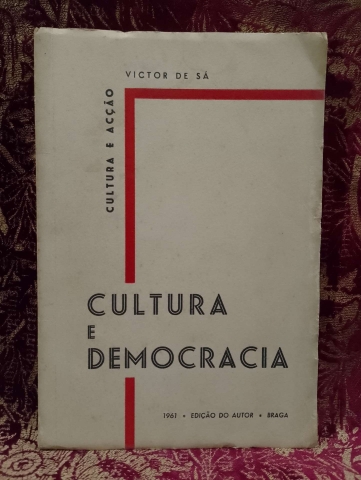 VICTOR DE SÁ
CULTURA E ACÇÃO
CULTURA
E
DEMOCRACIA
1961 • EDIÇÃO DO AUTOR • BRAGA